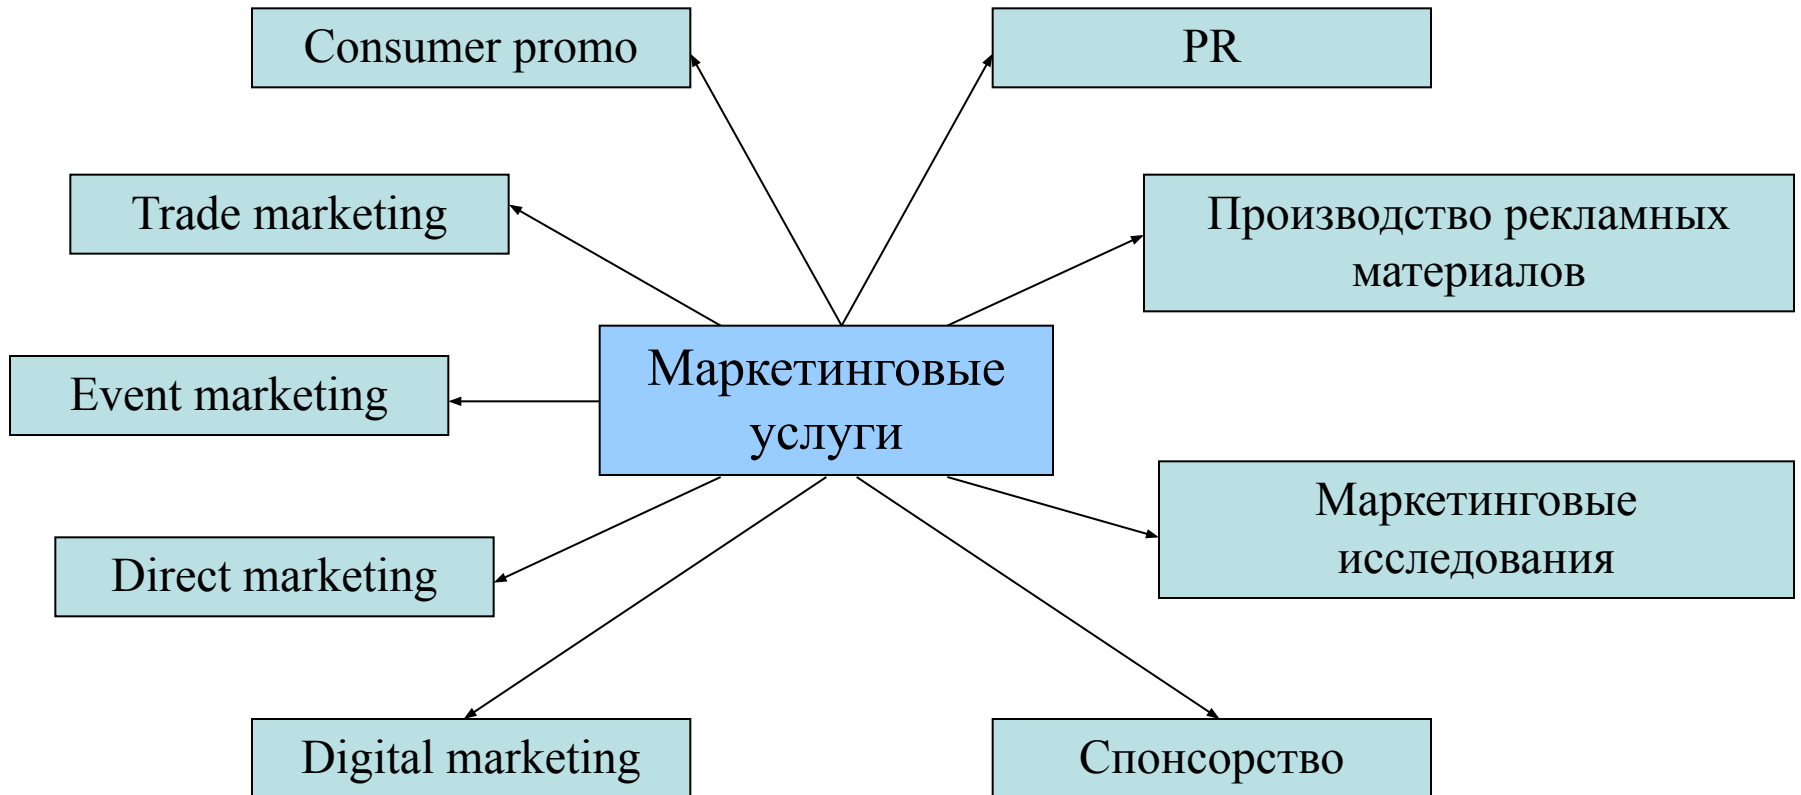 Consumer promo
PR
Trade marketing
Производство рекламных
материалов
Маркетинговые
услуги
Event marketing
Маркетинговые
исследования
Direct marketing
Digital marketing
Спонсорство